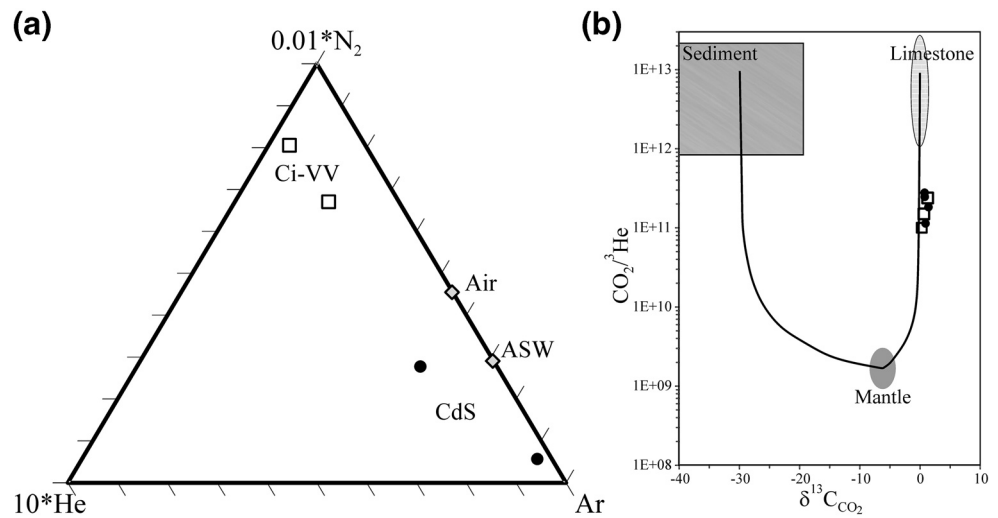 (a)
0.01*N₂
Ci-VV
Air
ASW
CdS
10*He
Ar
(b)
Sediment
Limestone
1E+13
1E+12
1E+11
1E+10
1E+09
1E+08
CO₂/³He
Mantle
-40 -30 -20 -10 0 10
δ¹³C_CO₂